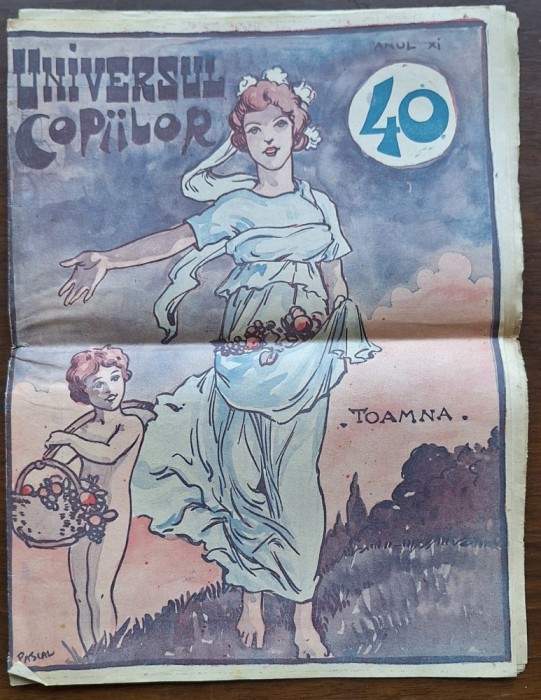 UNIVERSUL
COPIILOR
ANUL XI
40
. TOAMNA .
PASCAL